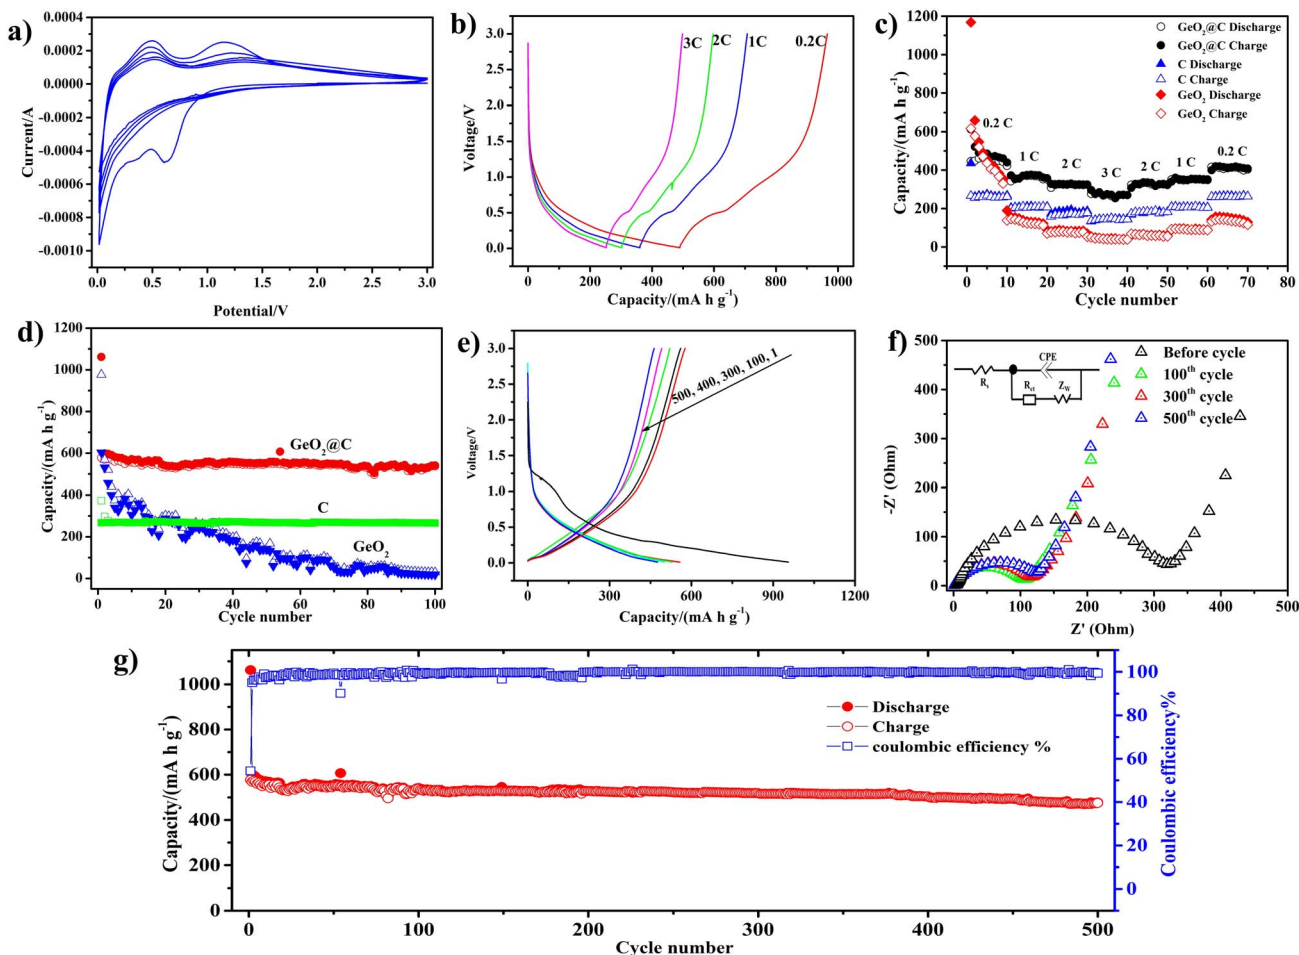 a)
0.0004
0.0002
0.0000
-0.0002
-0.0004
-0.0006
-0.0008
-0.0010
Current/A
0.0 0.5 1.0 1.5 2.0 2.5 3.0
Potential/V
b)
3.0
2.5
2.0
1.5
1.0
0.5
0.0
Voltage/V
3C 2C 1C 0.2C
0 200 400 600 800 1000
Capacity/(mA h g-1)
c)
1200
1000
800
600
400
200
0
Capacity/(mA h g-1)
GeO2@C Discharge
GeO2@C Charge
C Discharge
C Charge
GeO2 Discharge
GeO2 Charge
0.2 C
1 C
2 C
3 C
2 C
1 C
0.2 C
0 10 20 30 40 50 60 70 80
Cycle number
d)
1200
1000
800
600
400
200
0
Capacity/(mA h g-1)
GeO2@C
C
GeO2
0 20 40 60 80 100
Cycle number
e)
3.0
2.5
2.0
1.5
1.0
0.5
0.0
Voltage/V
500, 400, 300, 100, 1
0 300 600 900 1200
Capacity/(mA h g-1)
f)
500
450
400
350
300
250
200
150
100
50
0
-Z' (Ohm)
CPE
Rs
Rct
ZW
Before cycle
100th cycle
300th cycle
500th cycle
0 100 200 300 400 500
Z' (Ohm)
g)
1000
800
600
400
200
0
Capacity/(mA h g-1)
Discharge
Charge
coulombic efficiency %
100
80
60
40
20
0
Coulombic efficiency%
0 100 200 300 400 500
Cycle number